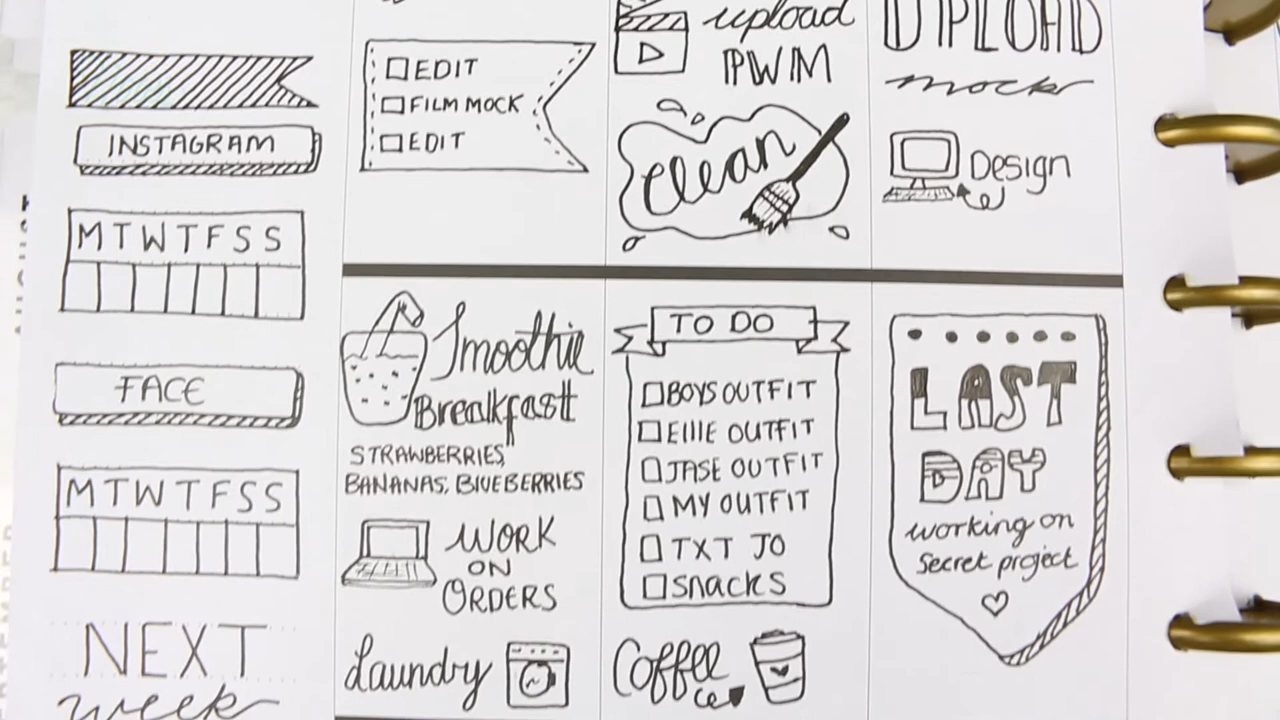 INSTAGRAM
MTWTFSS
FACE
MTWTFSS
NEXT
week
EDIT
FILM MOCK
EDIT
Smoothie
Breakfast
STRAWBERRIES,
BANANAS, BLUEBERRIES
WORK
ON
ORDERS
Laundry
upload
PWM
Clean
TO DO
BOYS OUTFIT
EllIE OUTFIT
JASE OUTFIT
MY OUTFIT
TXT JO
SNACKS
Coffee
UPLOAD
mock
Design
LAST
DAY
working on
Secret project
AUGUST